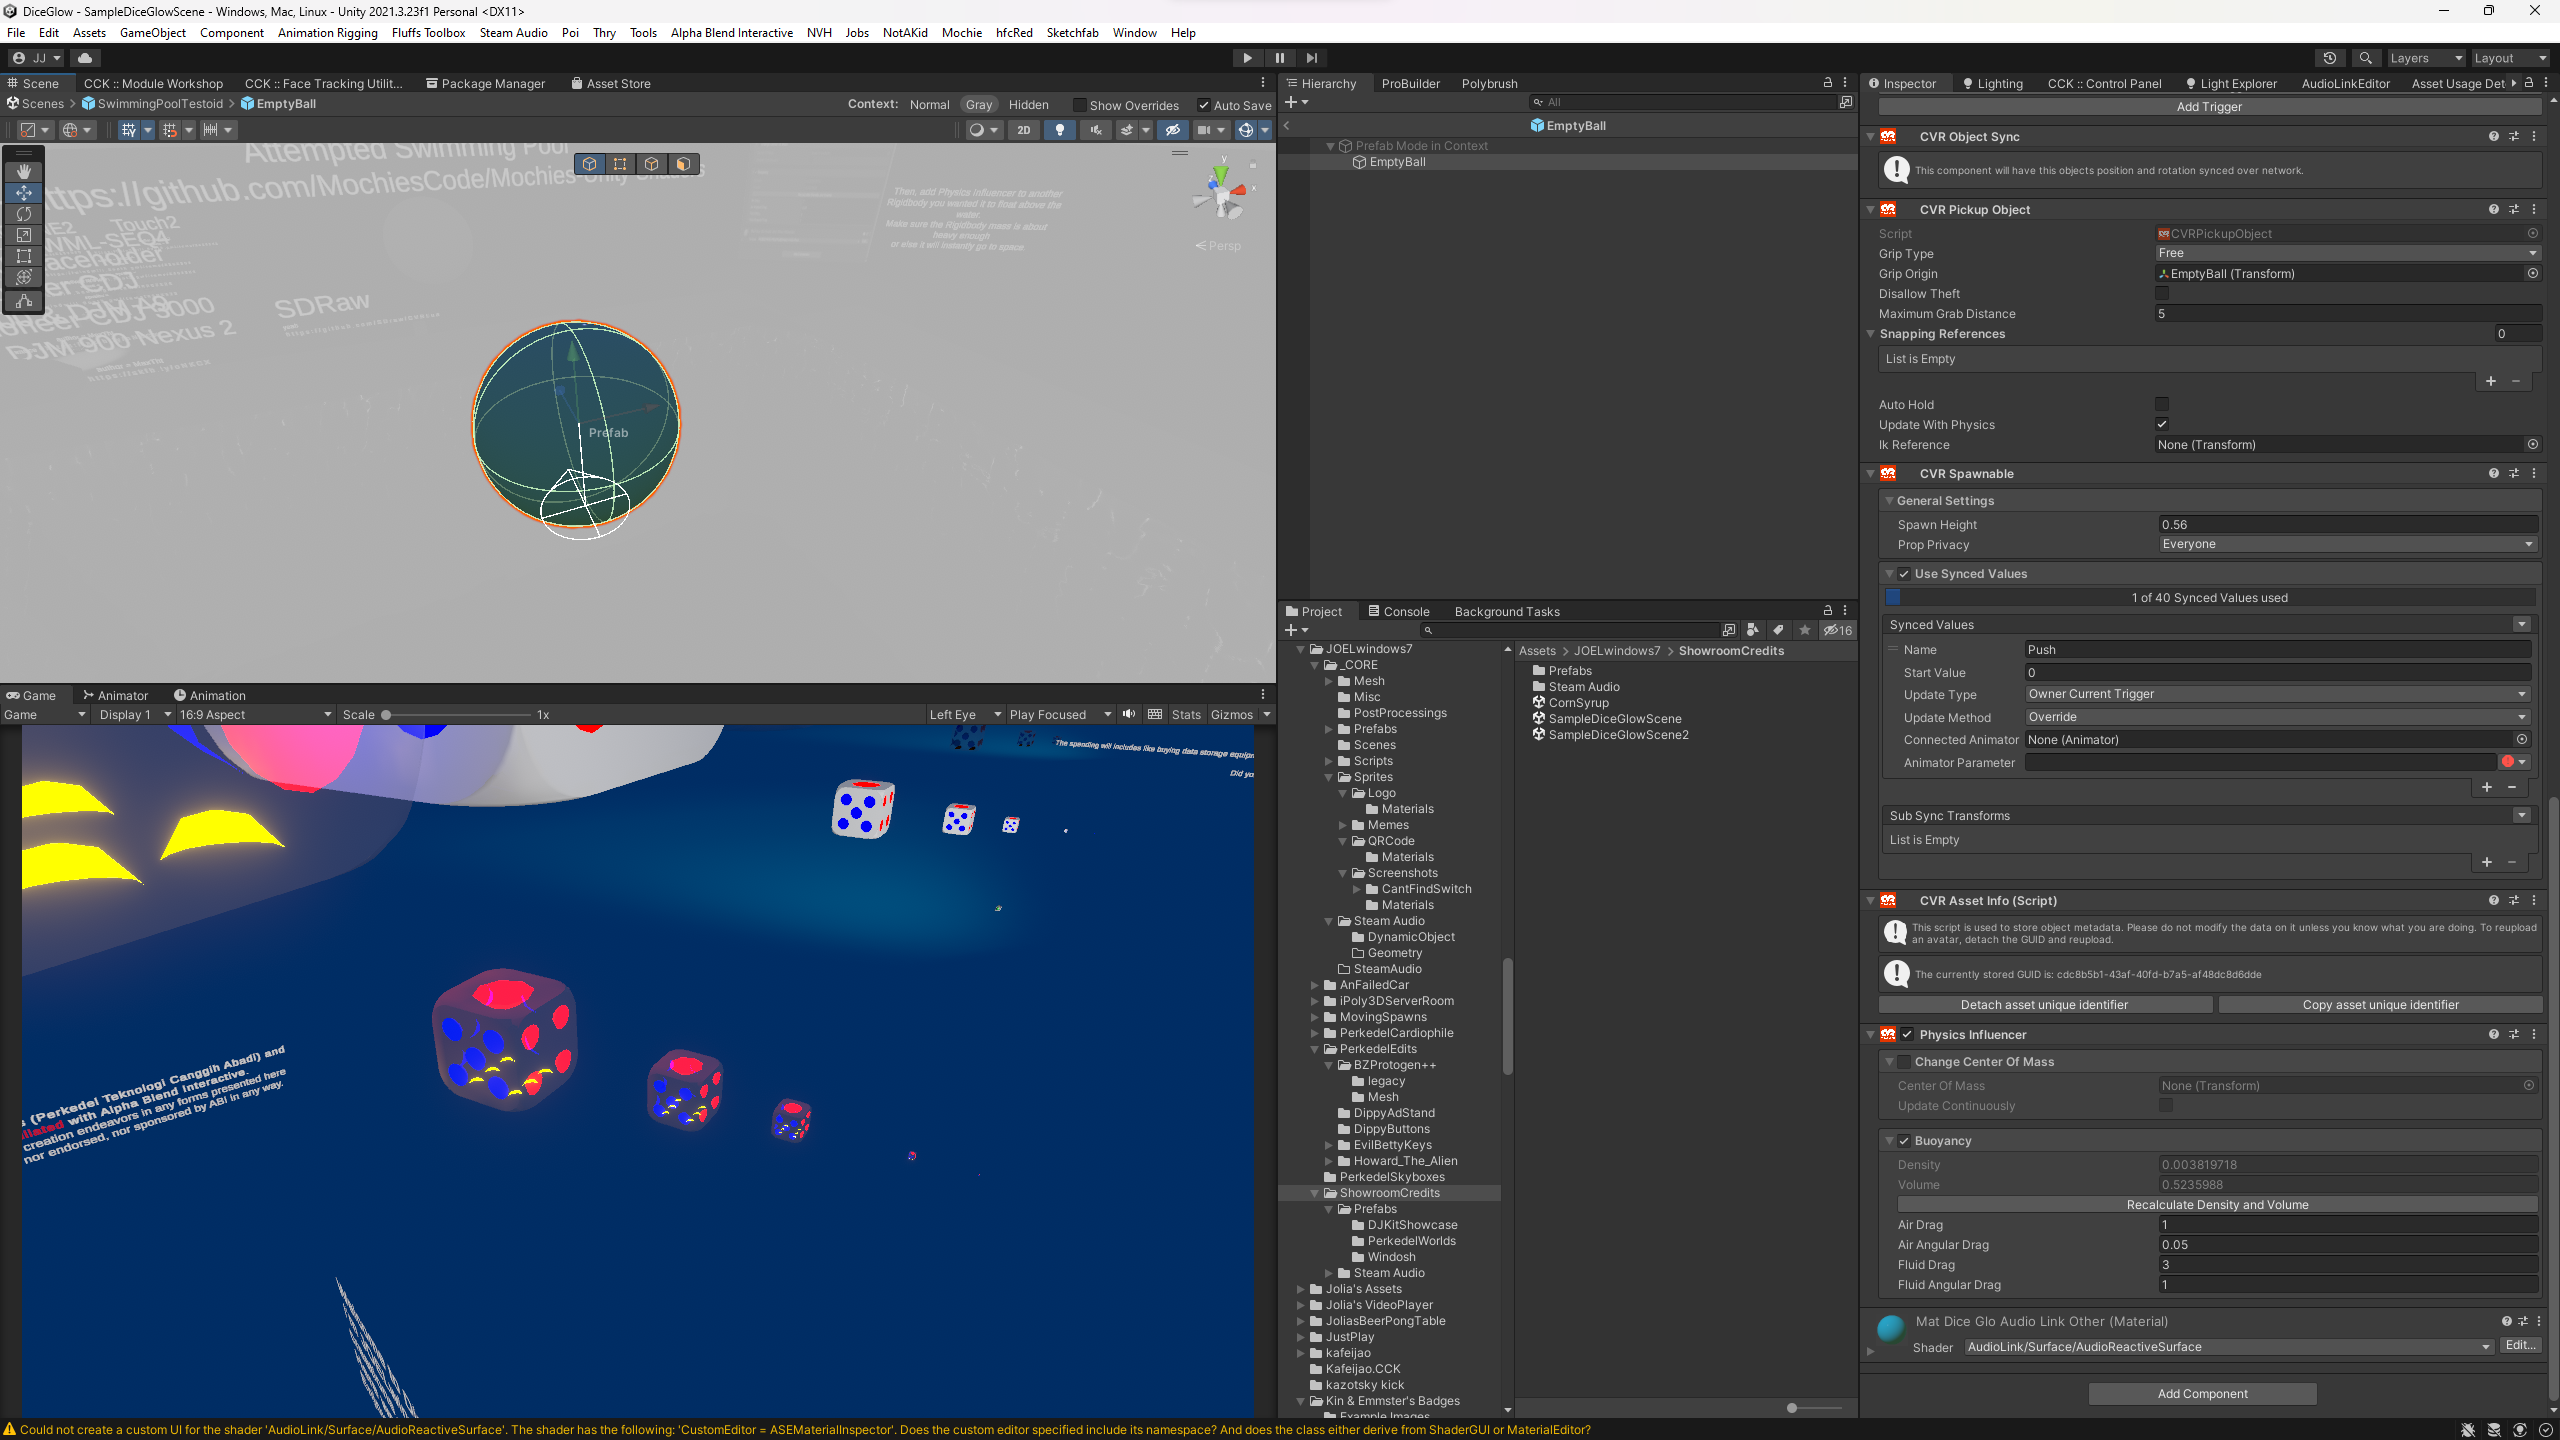 DiceGlow - SampleDiceGlowScene - Windows, Mac, Linux - Unity 2021.3.23f1 Personal <DX11>
File Edit Assets GameObject Component Animation Rigging Fluffs Toolbox Steam Audio Poi Thry Tools Alpha Blend Interactive NVH Jobs NotAKid Mochie hfcRed Sketchfab Window Help
JJ
Layers Layout
Scene CCK :: Module Workshop CCK :: Face Tracking Utilit... Package Manager Asset Store
Scenes SwimmingPoolTestoid EmptyBall
Context: Normal Gray Hidden Show Overrides Auto Save
2D
Attempted Swimming Pool
https://github.com/MochiesCode/Mochies-Unity-Shaders
Then, add Physics Influencer to another
Rigidbody you wanted it to float above the
water.
Make sure the Rigidbody mass is about
heavy enough
or else it will instantly go to space.
Touch2
SDRaw
DJM 900 Nexus 2
y
x
Persp
Prefab
Game Animator Animation
Game Display 1 16:9 Aspect Scale 1x Left Eye Play Focused Stats Gizmos
The spending will includes like buying data storage equipm
Did yo
s (Perkedel Teknologi Canggih Abadi) and
iliated with Alpha Blend Interactive.
creation endeavors in any forms presented here
nor endorsed, nor sponsored by ABI in any way.
Hierarchy ProBuilder Polybrush
All
EmptyBall
Prefab Mode in Context
EmptyBall
Project Console Background Tasks
16
JOELwindows7
_CORE
Mesh
Misc
PostProcessings
Prefabs
Scenes
Scripts
Sprites
Logo
Materials
Memes
QRCode
Materials
Screenshots
CantFindSwitch
Materials
Steam Audio
DynamicObject
Geometry
SteamAudio
AnFailedCar
iPoly3DServerRoom
MovingSpawns
PerkedelCardiophile
PerkedelEdits
BZProtogen++
legacy
Mesh
DippyAdStand
DippyButtons
EvilBettyKeys
Howard_The_Alien
PerkedelSkyboxes
ShowroomCredits
Prefabs
DJKitShowcase
PerkedelWorlds
Windosh
Steam Audio
Jolia's Assets
Jolia's VideoPlayer
JoliasBeerPongTable
JustPlay
kafeijao
Kafeijao.CCK
kazotsky kick
Kin & Emmster's Badges
Example Images
Assets JOELwindows7 ShowroomCredits
Prefabs
Steam Audio
CornSyrup
SampleDiceGlowScene
SampleDiceGlowScene2
Inspector Lighting CCK :: Control Panel Light Explorer AudioLinkEditor Asset Usage Det
Add Trigger
CVR Object Sync
This component will have this objects position and rotation synced over network.
CVR Pickup Object
Script CVRPickupObject
Grip Type Free
Grip Origin EmptyBall (Transform)
Disallow Theft
Maximum Grab Distance 5
Snapping References 0
List is Empty
Auto Hold
Update With Physics
Ik Reference None (Transform)
CVR Spawnable
General Settings
Spawn Height 0.56
Prop Privacy Everyone
Use Synced Values
1 of 40 Synced Values used
Synced Values
Name Push
Start Value 0
Update Type Owner Current Trigger
Update Method Override
Connected Animator None (Animator)
Animator Parameter
Sub Sync Transforms
List is Empty
CVR Asset Info (Script)
This script is used to store object metadata. Please do not modify the data on it unless you know what you are doing. To reupload
an avatar, detach the GUID and reupload.
The currently stored GUID is: cdc8b5b1-43af-40fd-b7a5-af48dc8d6dde
Detach asset unique identifier Copy asset unique identifier
Physics Influencer
Change Center Of Mass
Center Of Mass None (Transform)
Update Continuously
Buoyancy
Density 0.003819718
Volume 0.5235988
Recalculate Density and Volume
Air Drag 1
Air Angular Drag 0.05
Fluid Drag 3
Fluid Angular Drag 1
Mat Dice Glo Audio Link Other (Material)
Shader AudioLink/Surface/AudioReactiveSurface Edit...
Add Component
Could not create a custom UI for the shader 'AudioLink/Surface/AudioReactiveSurface'. The shader has the following: 'CustomEditor = ASEMaterialInspector'. Does the custom editor specified include its namespace? And does the class either derive from ShaderGUI or MaterialEditor?